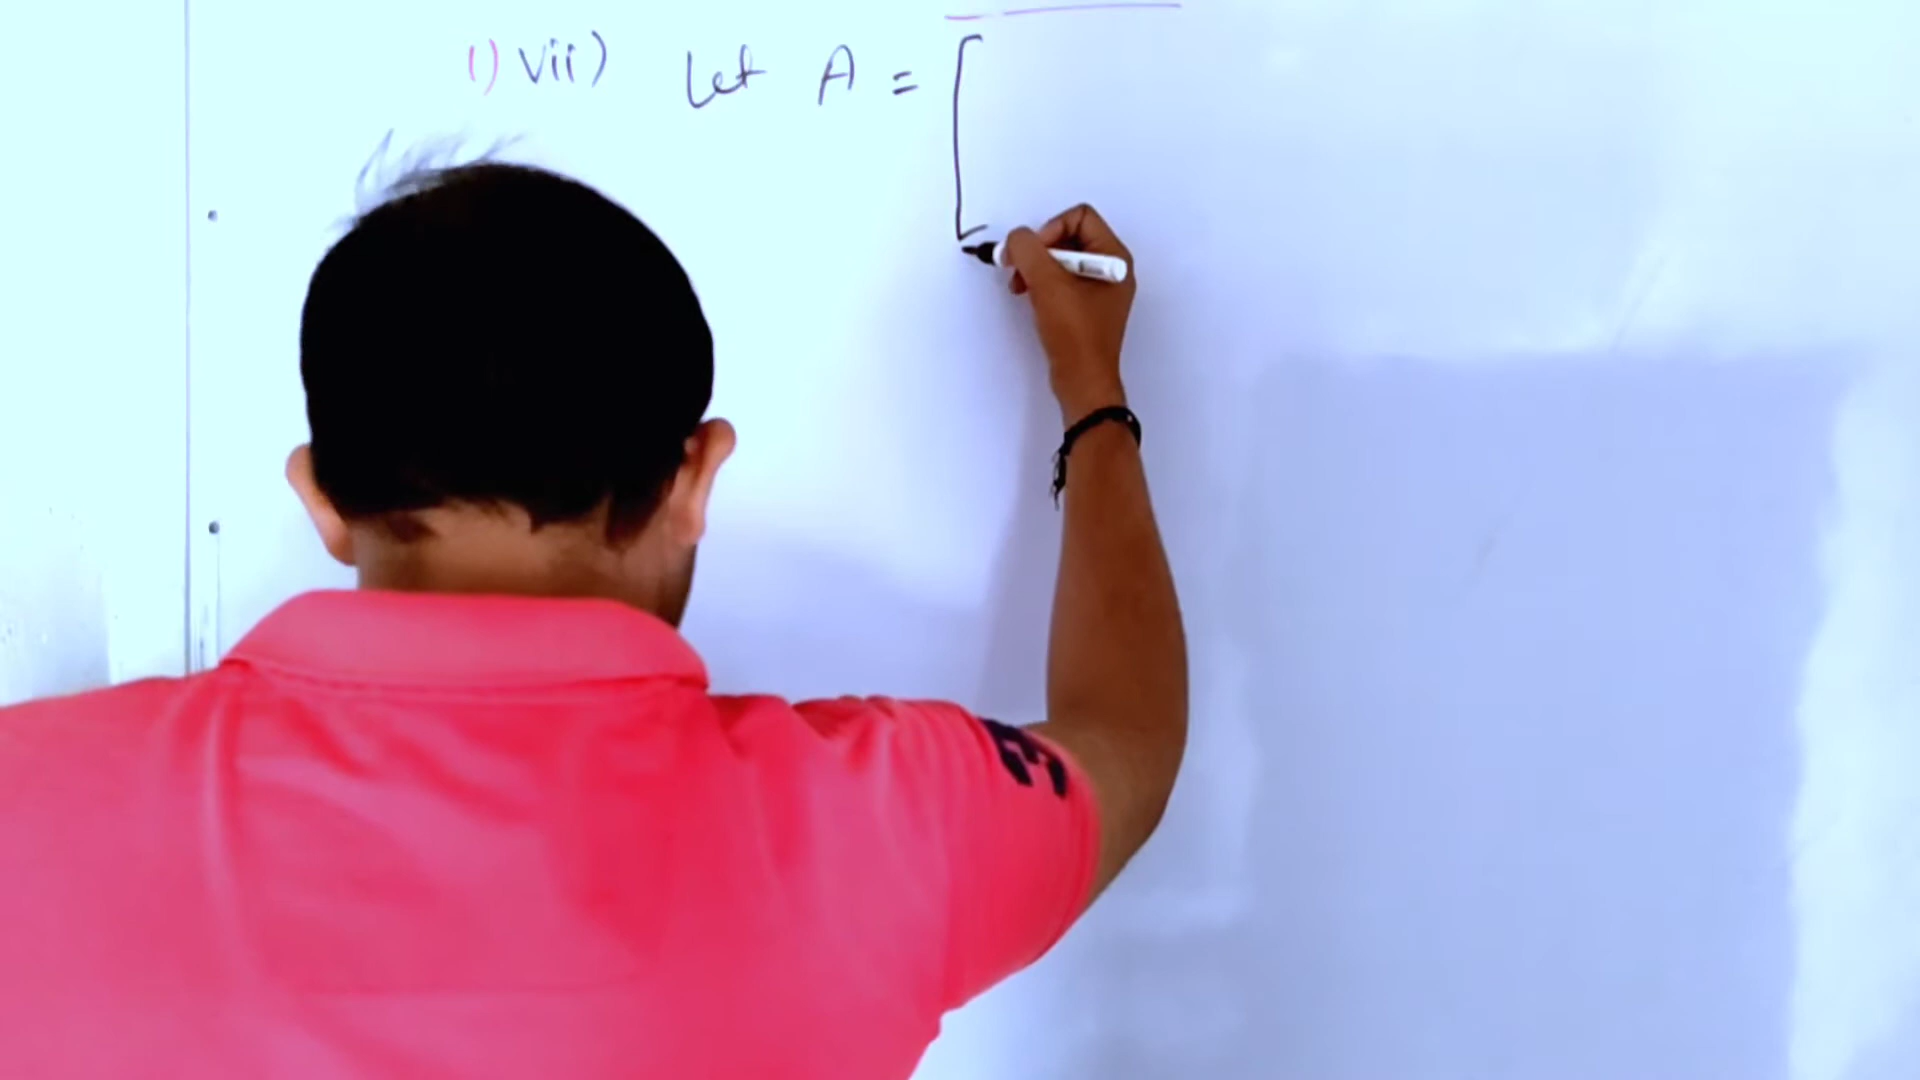 1) vii) Let A = [